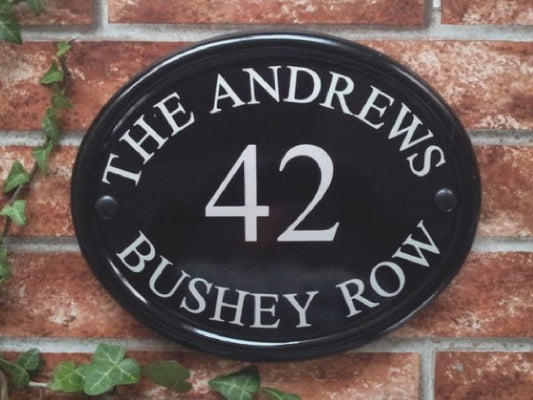 THE ANDREWS
42
BUSHEY ROW